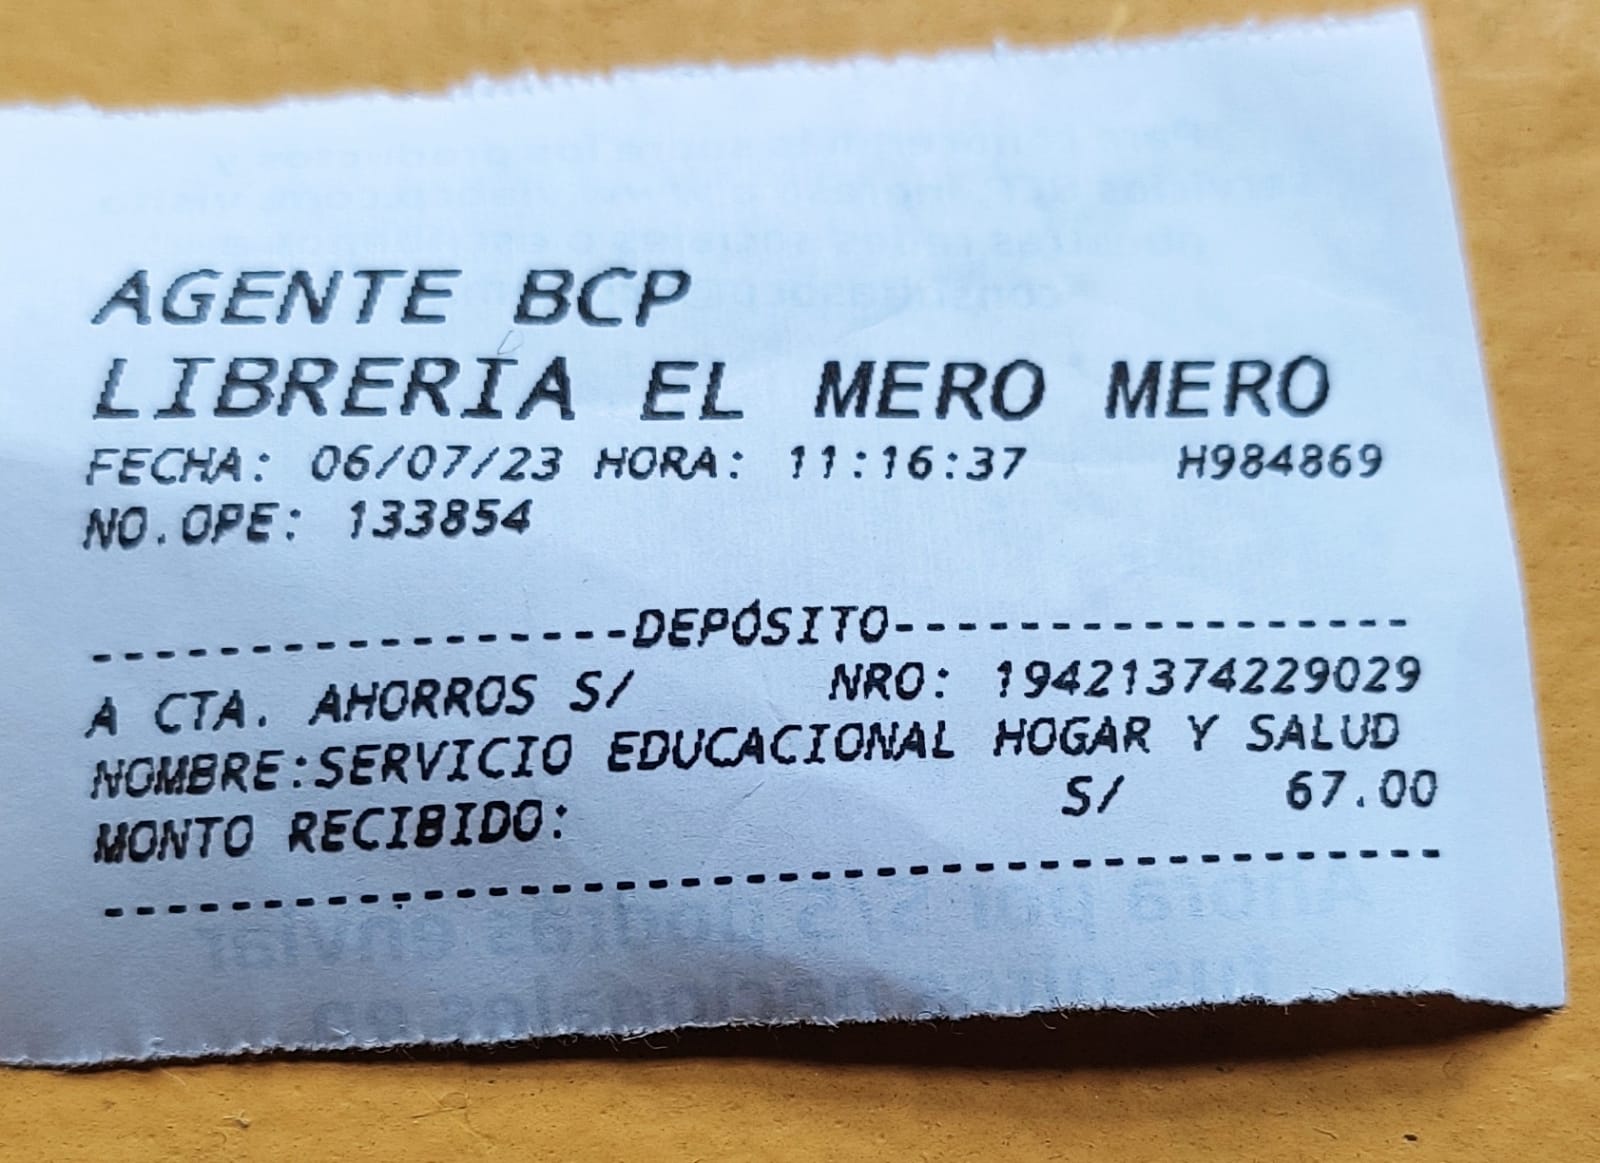 AGENTE BCP
LIBRERÍA EL MERO MERO
FECHA: 06/07/23 HORA: 11:16:37 H984869
NO.OPE: 133854
----------------DEPÓSITO------------------
A CTA. AHORROS S/ NRO: 19421374229029
NOMBRE:SERVICIO EDUCACIONAL HOGAR Y SALUD
MONTO RECIBIDO: S/ 67.00
------------------------------------------